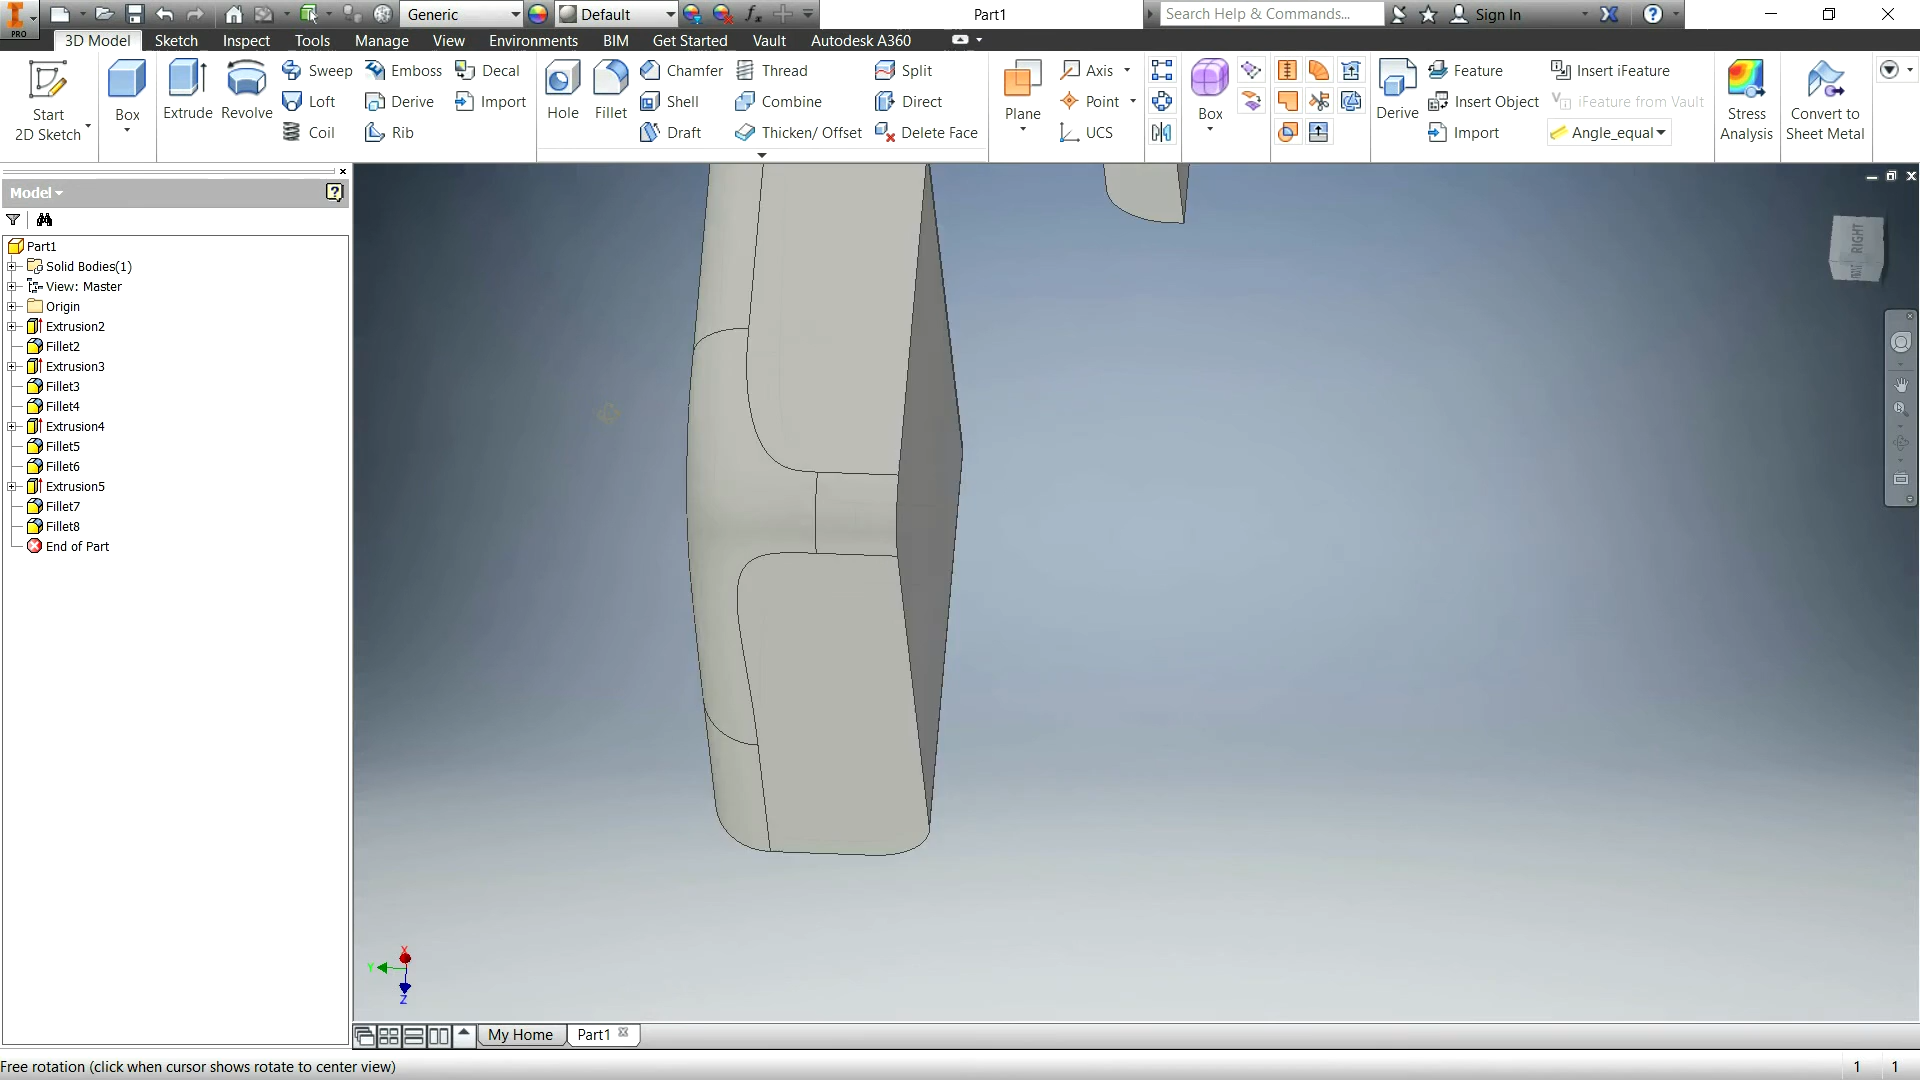 Generic
Default
Part1
Search Help & Commands...
Sign In
PRO
3D Model
Sketch
Inspect
Tools
Manage
View
Environments
BIM
Get Started
Vault
Autodesk A360
Start
2D Sketch
Box
Extrude
Revolve
Sweep
Loft
Coil
Emboss
Derive
Rib
Decal
Import
Hole
Fillet
Chamfer
Shell
Draft
Thread
Combine
Thicken/ Offset
Split
Direct
Delete Face
Plane
Axis
Point
UCS
Box
Derive
Feature
Insert Object
Import
Insert iFeature
iFeature from Vault
Angle_equal
Stress
Analysis
Convert to
Sheet Metal
Model
Part1
Solid Bodies(1)
View: Master
Origin
Extrusion2
Fillet2
Extrusion3
Fillet3
Fillet4
Extrusion4
Fillet5
Fillet6
Extrusion5
Fillet7
Fillet8
End of Part
RIGHT
X
Y
Z
My Home
Part1
Free rotation (click when cursor shows rotate to center view)
1
1